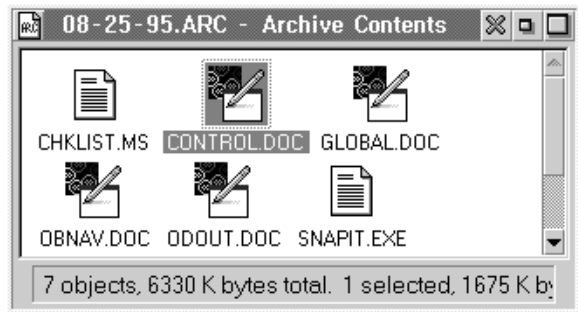 ARC 08-25-95.ARC - Archive Contents
CHKLIST.MS CONTROL.DOC GLOBAL.DOC
OBNAV.DOC ODOUT.DOC SNAPIT.EXE
7 objects, 6330 K bytes total. 1 selected, 1675 K by